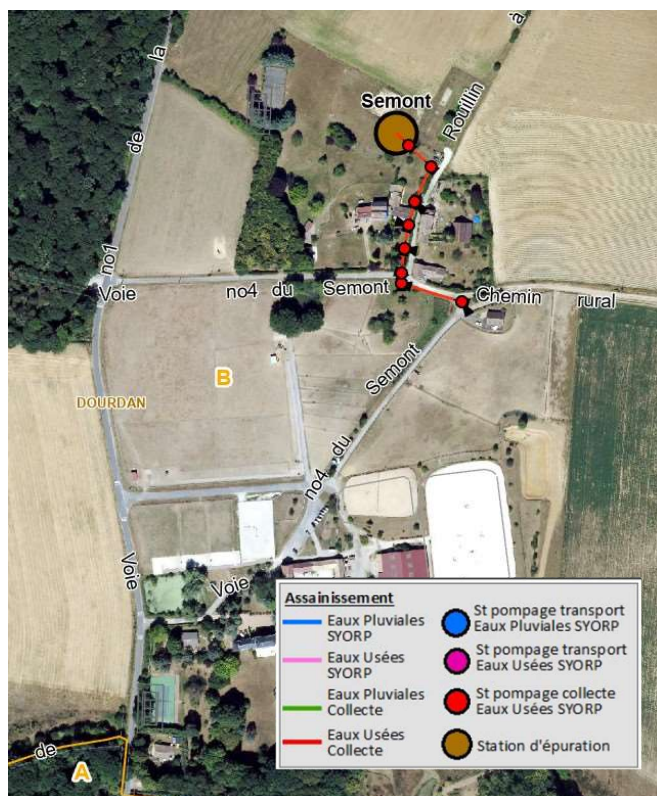 la
de
no1
Voie
Semont
Rouillin
à
no4 du Semont
Chemin rural
B
DOURDAN
Semont
du
no4
Voie
Voie
de
A
Assainissement
Eaux Pluviales
SYORP
Eaux Usées
SYORP
Eaux Pluviales
Collecte
Eaux Usées
Collecte
St pompage transport
Eaux Pluviales SYORP
St pompage transport
Eaux Usées SYORP
St pompage collecte
Eaux Usées SYORP
Station d'épuration